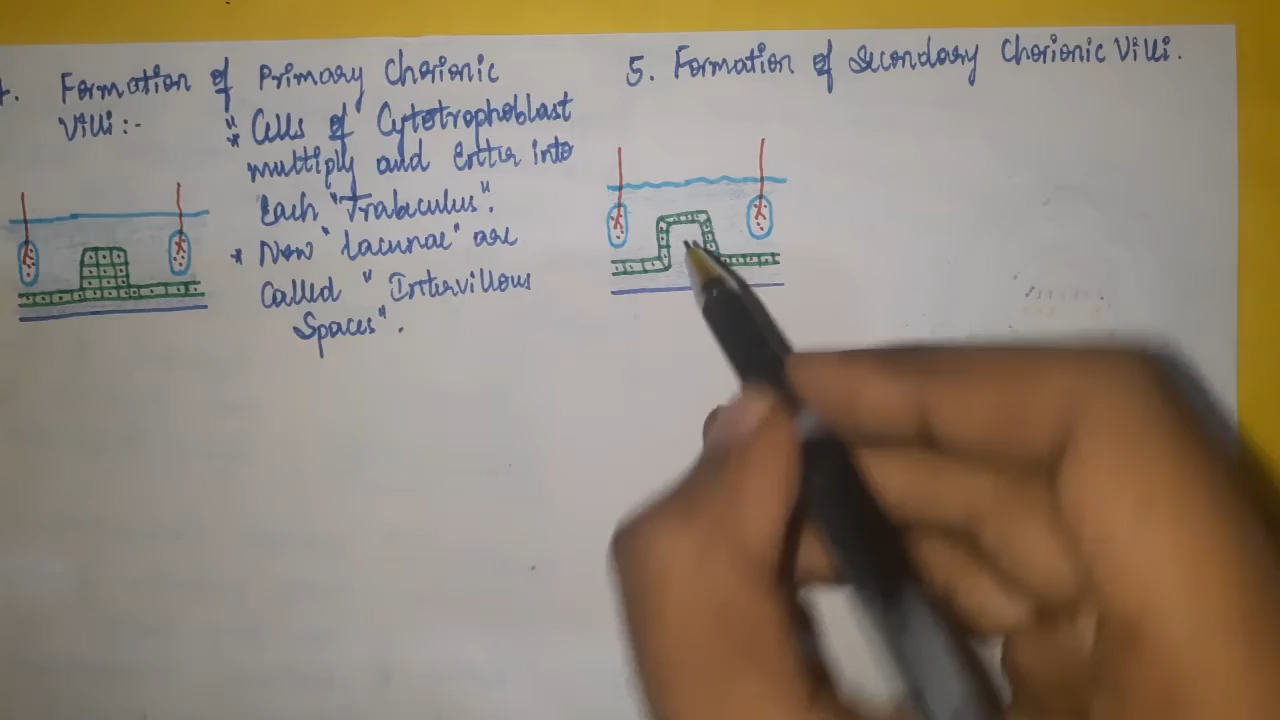 4. Formation of Primary Chorionic
Villi :-
* Cells of Cytotrophoblast
multiply and Enter into
Each "Trabeculus".
* Now "lacunae" are
Called "Intervillous
Spaces".
5. Formation of Secondary Chorionic Villi.